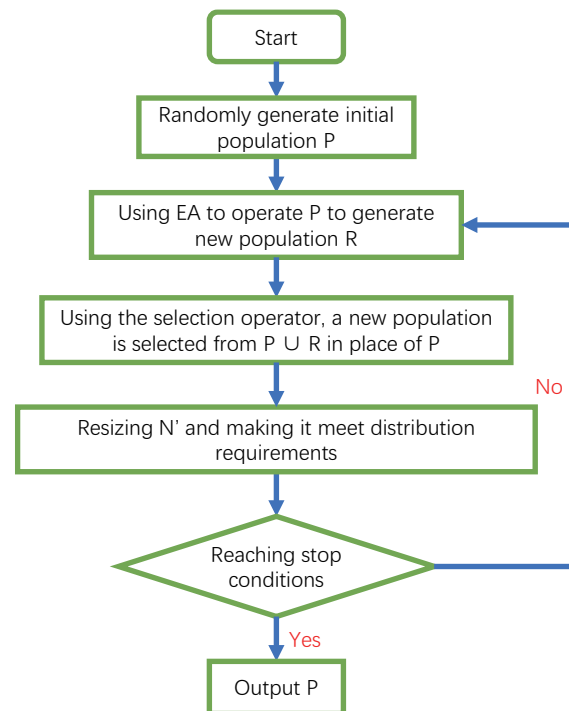 Start
Randomly generate initial
population P
Using EA to operate P to generate
new population R
Using the selection operator, a new population
is selected from P ∪ R in place of P
No
Resizing N’ and making it meet distribution
requirements
Reaching stop
conditions
Yes
Output P